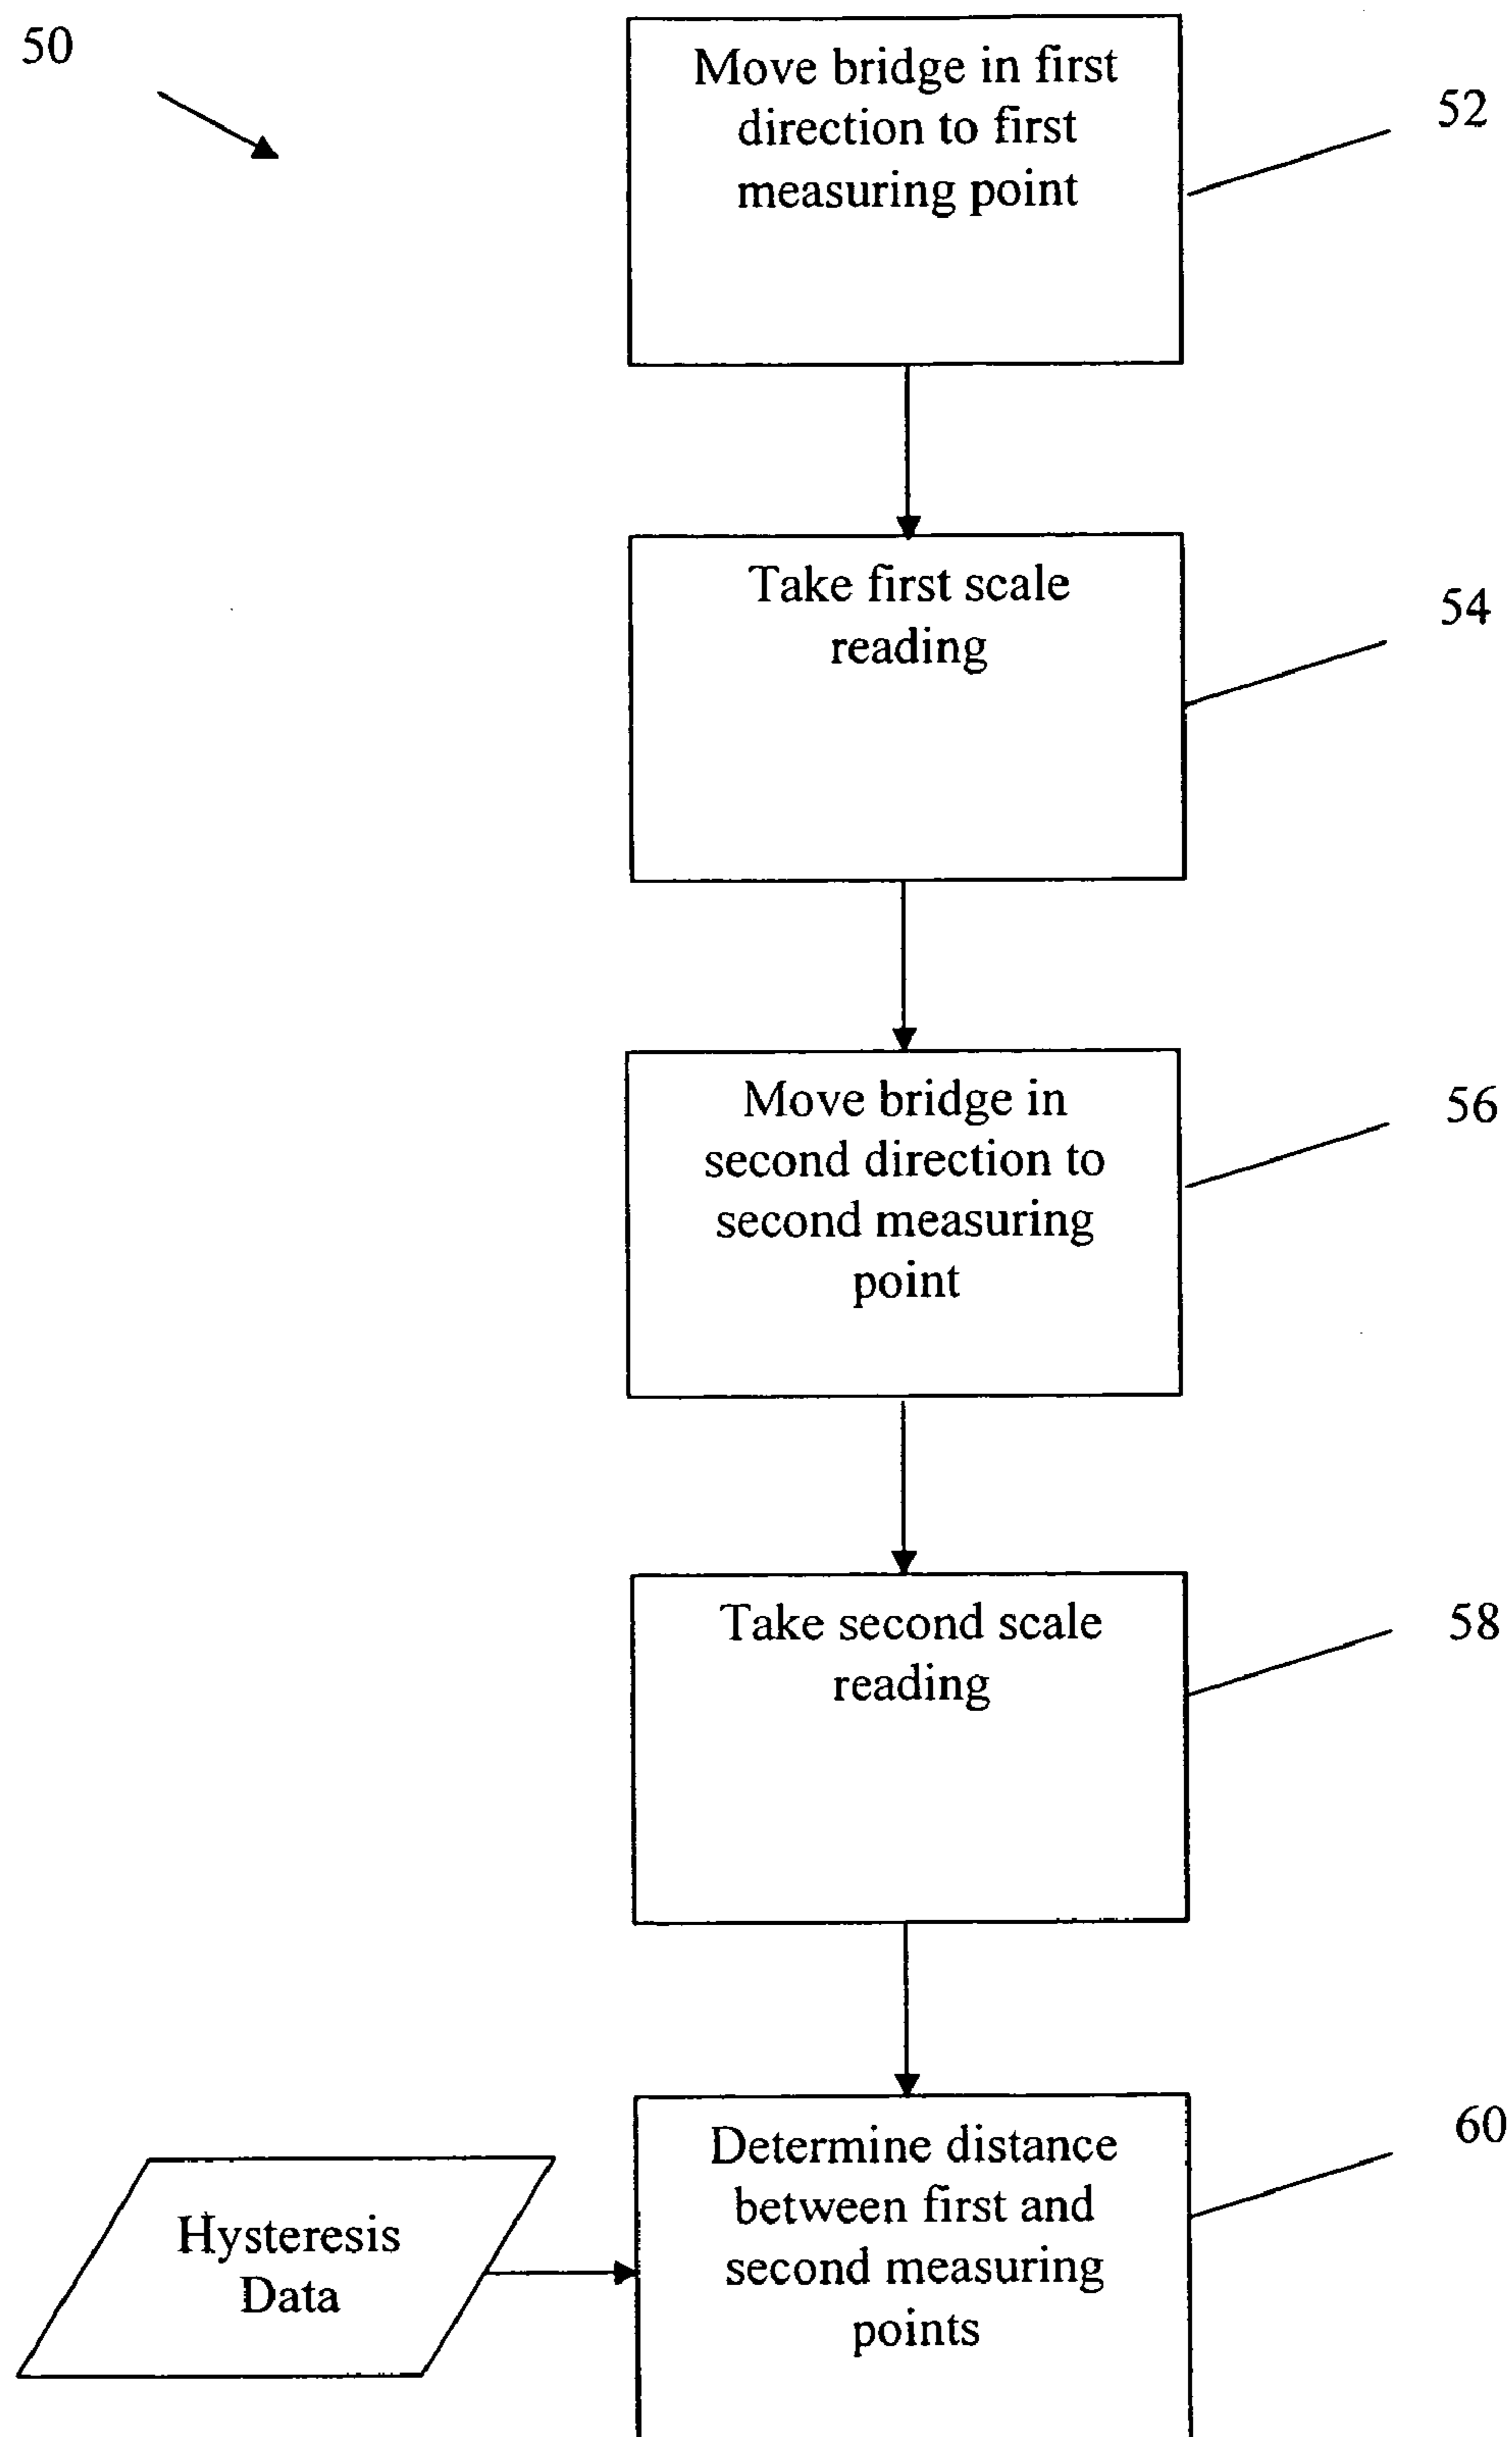 50
Move bridge in first
direction to first
measuring point
52
Take first scale
reading
54
Move bridge in
second direction to
second measuring
point
56
Take second scale
reading
58
Determine distance
between first and
second measuring
points
60
Hysteresis
Data